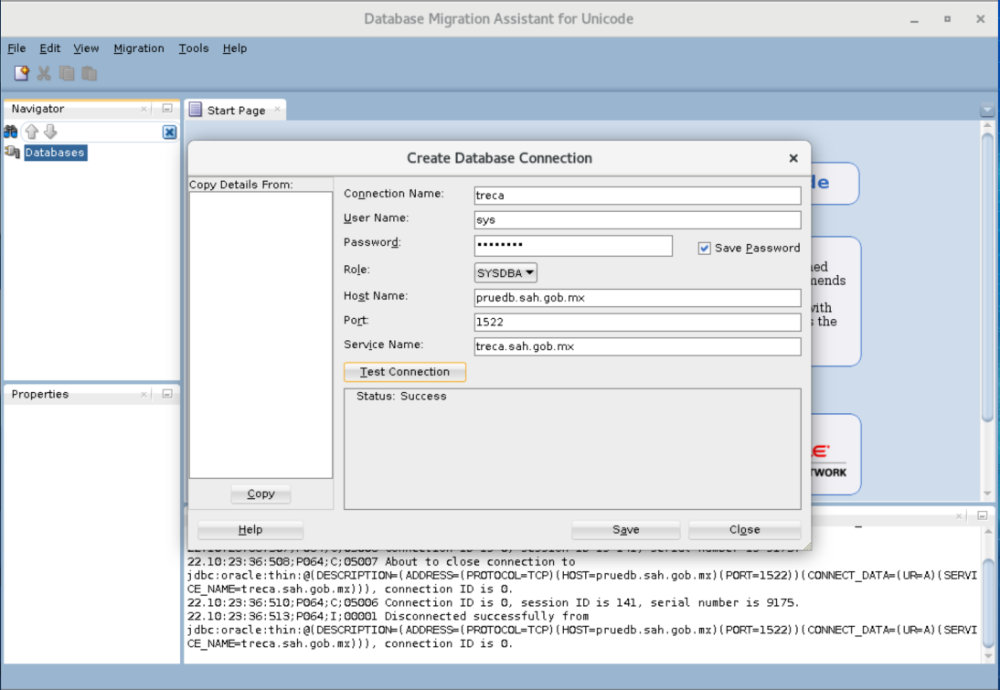 Database Migration Assistant for Unicode
File Edit View Migration Tools Help
Navigator
Start Page
Databases
Create Database Connection
Copy Details From:
Connection Name: treca
User Name: sys
Password: ••••••••
Save Password
Role: SYSDBA
Host Name: pruedb.sah.gob.mx
Port: 1522
Service Name: treca.sah.gob.mx
Test Connection
Status: Success
Copy
Help Save Close
Properties
de
ned
nends
with
s the
E
TWORK
22.10:23:36:508;P064;C;05007 About to close connection to
jdbc:oracle:thin:@(DESCRIPTION=(ADDRESS=(PROTOCOL=TCP)(HOST=pruedb.sah.gob.mx)(PORT=1522))(CONNECT_DATA=(UR=A)(SERVI
CE_NAME=treca.sah.gob.mx))), connection ID is 0.
22.10:23:36:510;P064;C;05006 Connection ID is 0, session ID is 141, serial number is 9175.
22.10:23:36:513;P064;I;00001 Disconnected successfully from
jdbc:oracle:thin:@(DESCRIPTION=(ADDRESS=(PROTOCOL=TCP)(HOST=pruedb.sah.gob.mx)(PORT=1522))(CONNECT_DATA=(UR=A)(SERVI
CE_NAME=treca.sah.gob.mx))), connection ID is 0.